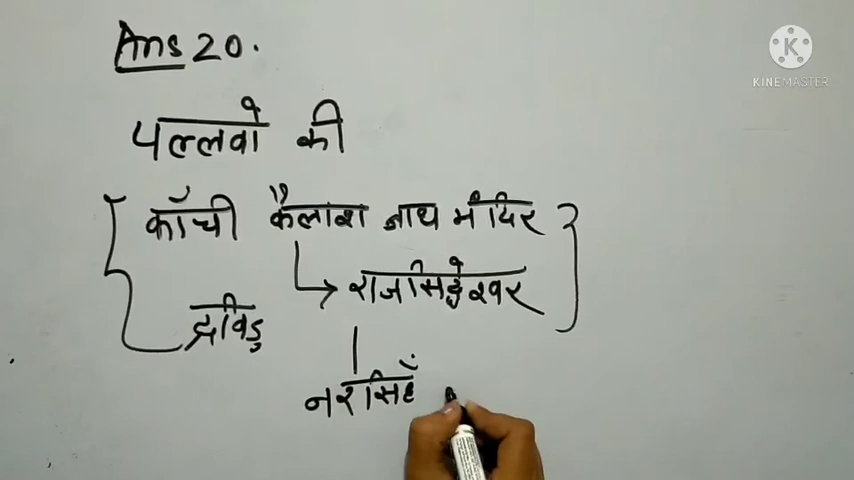 Ans 20.
पल्लवो की
काँची कैलाश नाथ मंदिर
राजसिंहेश्वर
द्रविड़
नरसिहँ
K
KINEMASTER